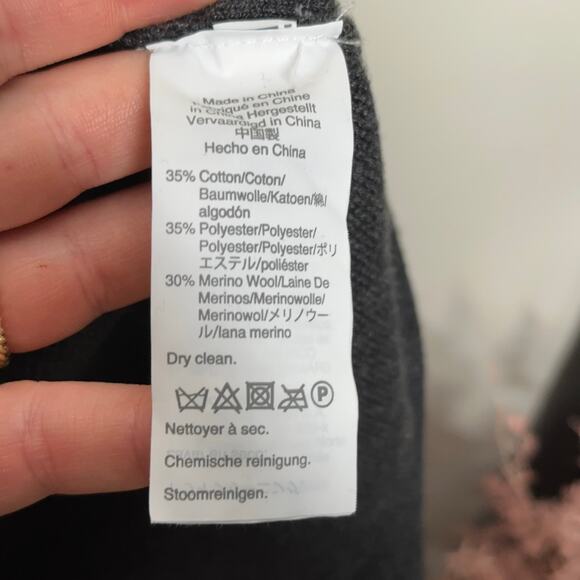 Made in China
Fabriqué en Chine
in China Hergestellt
Vervaardigd in China
中国製
Hecho en China
35% Cotton/Coton/
Baumwolle/Katoen/綿/
algodón
35% Polyester/Polyester/
Polyester/Polyester/ポリ
エステル/poliéster
30% Merino Wool/Laine De
Merinos/Merinowolle/
Merinowol/メリノウー
ル/lana merino
Dry clean.
P
Nettoyer à sec.
Chemische reinigung.
Stoomreinigen.